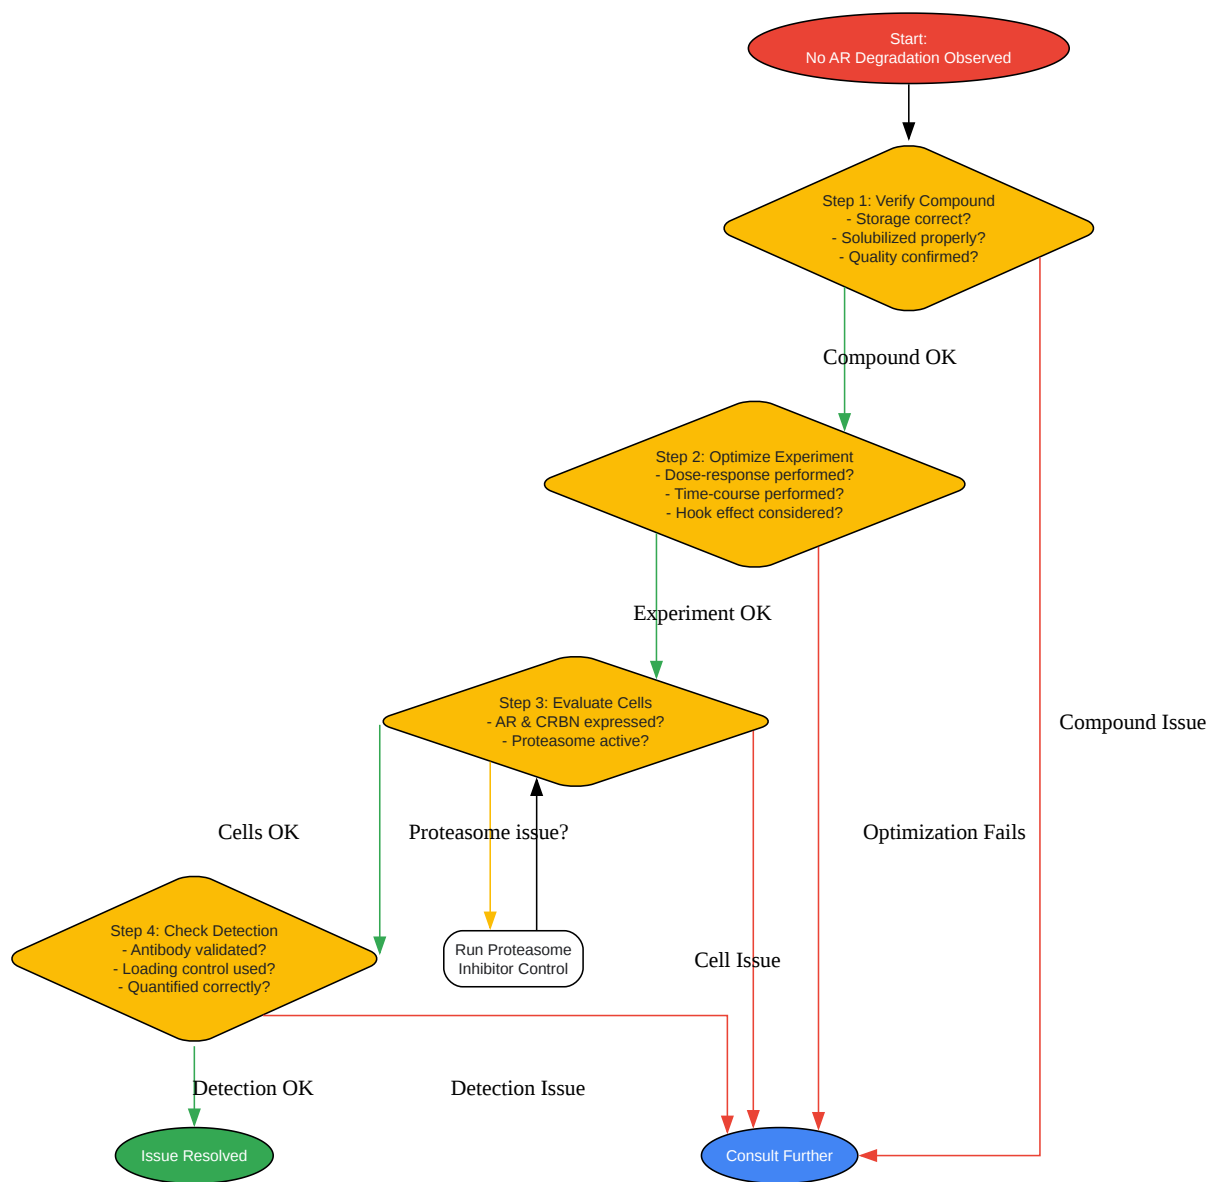 Start:
No AR Degradation Observed
Step 1: Verify Compound
- Storage correct?
- Solubilized properly?
- Quality confirmed?
Compound OK
Step 2: Optimize Experiment
- Dose-response performed?
- Time-course performed?
- Hook effect considered?
Experiment OK
Step 3: Evaluate Cells
- AR & CRBN expressed?
- Proteasome active?
Compound Issue
Cells OK
Proteasome issue?
Optimization Fails
Step 4: Check Detection
- Antibody validated?
- Loading control used?
- Quantified correctly?
Run Proteasome
Inhibitor Control
Cell Issue
Detection OK
Detection Issue
Issue Resolved
Consult Further